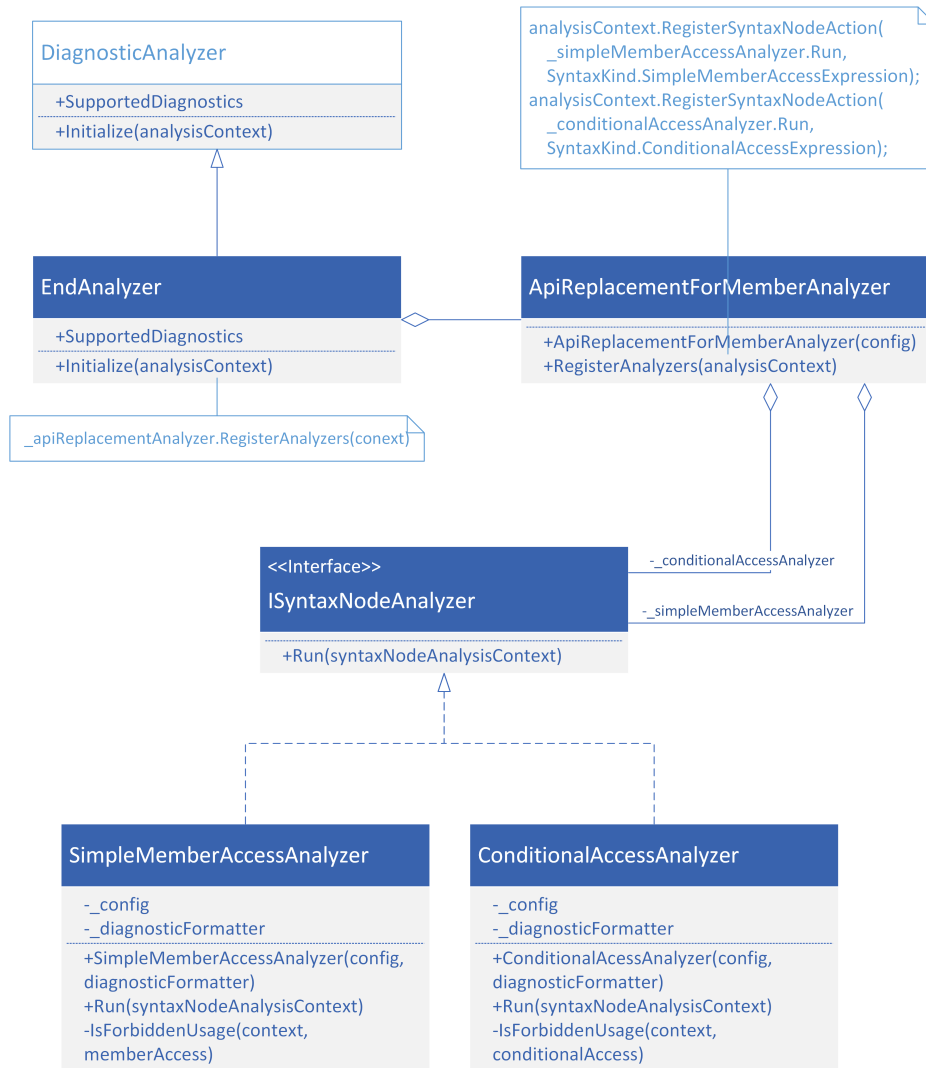 DiagnosticAnalyzer
+SupportedDiagnostics
+Initialize(analysisContext)
analysisContext.RegisterSyntaxNodeAction(
_simpleMemberAccessAnalyzer.Run,
SyntaxKind.SimpleMemberAccessExpression);
analysisContext.RegisterSyntaxNodeAction(
_conditionalAccessAnalyzer.Run,
SyntaxKind.ConditionalAccessExpression);
EndAnalyzer
+SupportedDiagnostics
+Initialize(analysisContext)
ApiReplacementForMemberAnalyzer
+ApiReplacementForMemberAnalyzer(config)
+RegisterAnalyzers(analysisContext)
_apiReplacementAnalyzer.RegisterAnalyzers(conext)
<<Interface>>
ISyntaxNodeAnalyzer
+Run(syntaxNodeAnalysisContext)
-_conditionalAccessAnalyzer
-_simpleMemberAccessAnalyzer
SimpleMemberAccessAnalyzer
-_config
-_diagnosticFormatter
+SimpleMemberAccessAnalyzer(config,
diagnosticFormatter)
+Run(syntaxNodeAnalysisContext)
-IsForbiddenUsage(context,
memberAccess)
ConditionalAccessAnalyzer
-_config
-_diagnosticFormatter
+ConditionalAcessAnalyzer(config,
diagnosticFormatter)
+Run(syntaxNodeAnalysisContext)
-IsForbiddenUsage(context,
conditionalAccess)